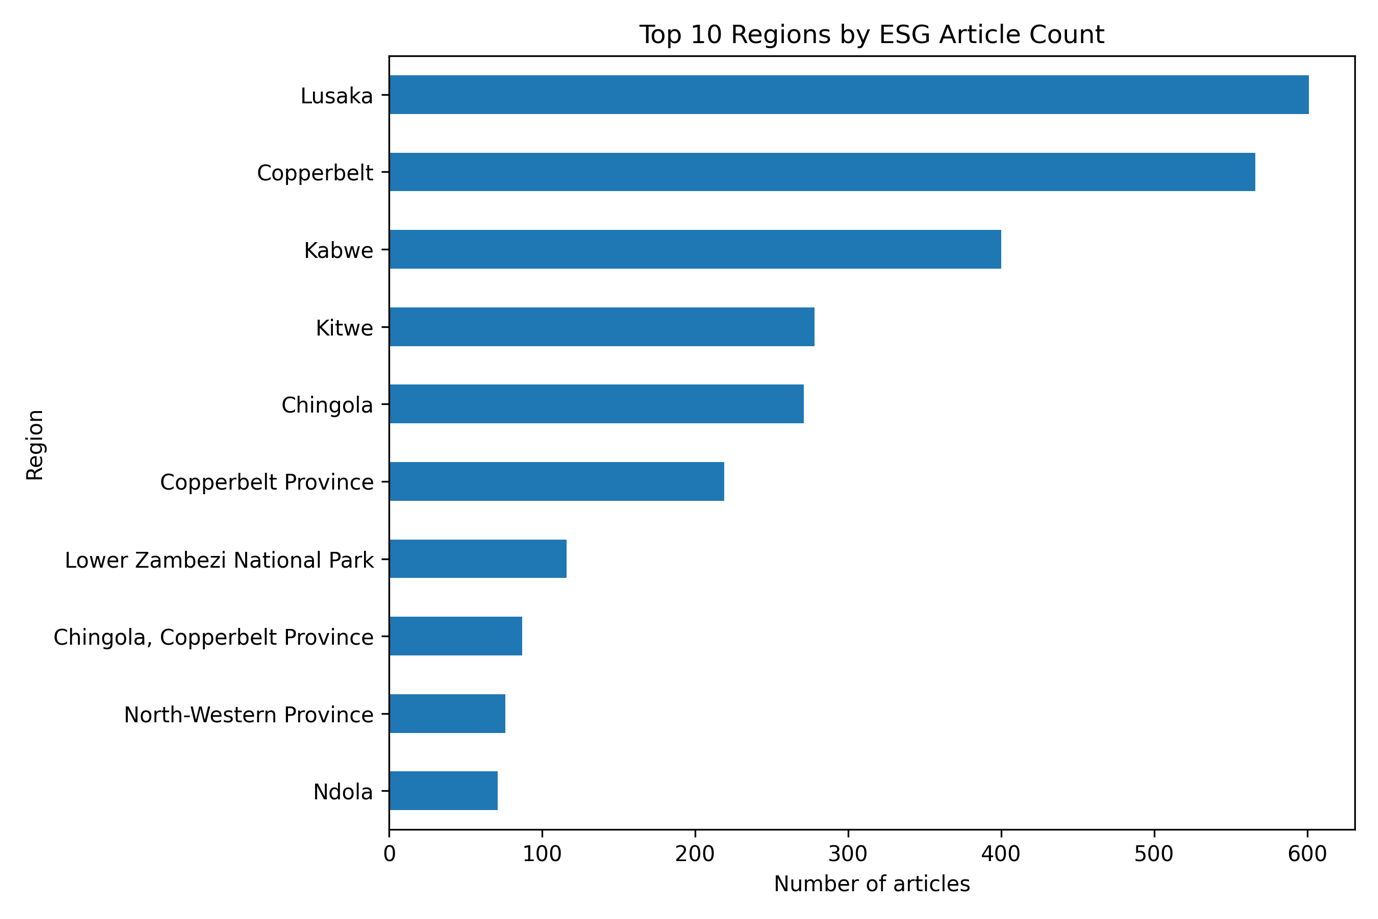 Top 10 Regions by ESG Article Count
Region
Lusaka
Copperbelt
Kabwe
Kitwe
Chingola
Copperbelt Province
Lower Zambezi National Park
Chingola, Copperbelt Province
North-Western Province
Ndola
0 100 200 300 400 500 600
Number of articles